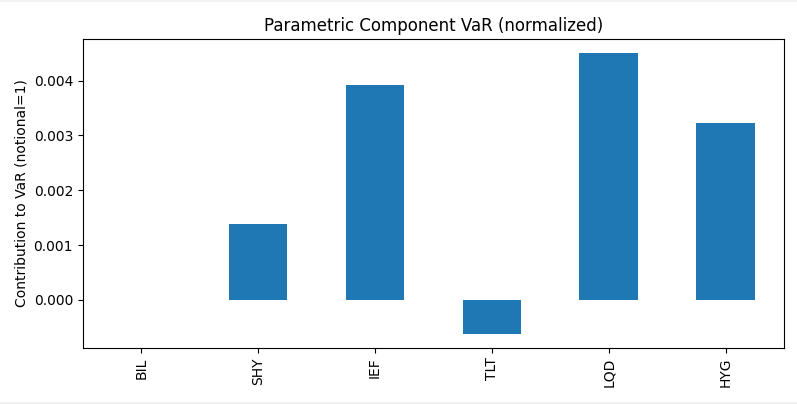 Parametric Component VaR (normalized)
Contribution to VaR (notional=1)
0.004
0.003
0.002
0.001
0.000
BIL
SHY
IEF
TLT
LQD
HYG